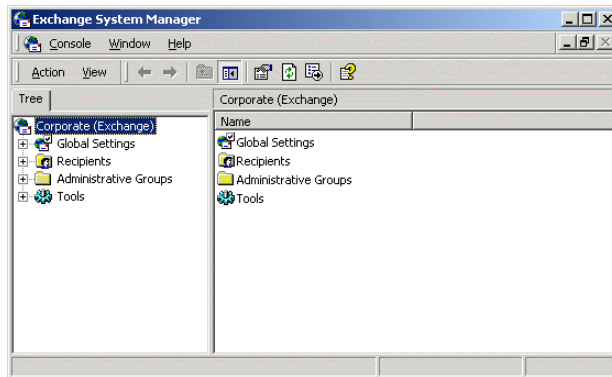 Exchange System Manager
Console Window Help
Action View
Tree
Corporate (Exchange)
Corporate (Exchange)
Global Settings
Recipients
Administrative Groups
Tools
Name
Global Settings
Recipients
Administrative Groups
Tools